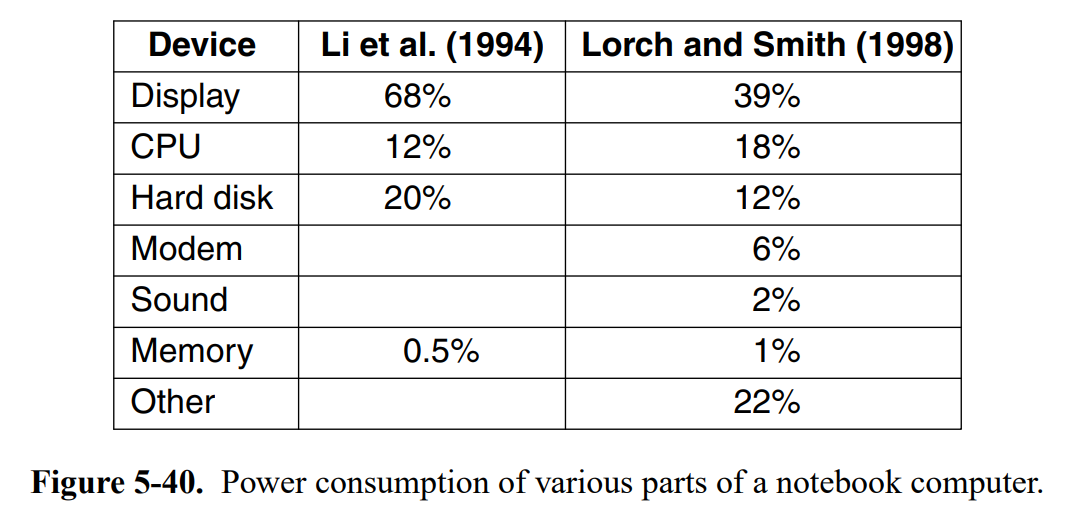 Device Li et al. (1994) Lorch and Smith (1998)
Display 68% 39%
CPU 12% 18%
Hard disk 20% 12%
Modem 6%
Sound 2%
Memory 0.5% 1%
Other 22%
Figure 5-40. Power consumption of various parts of a notebook computer.